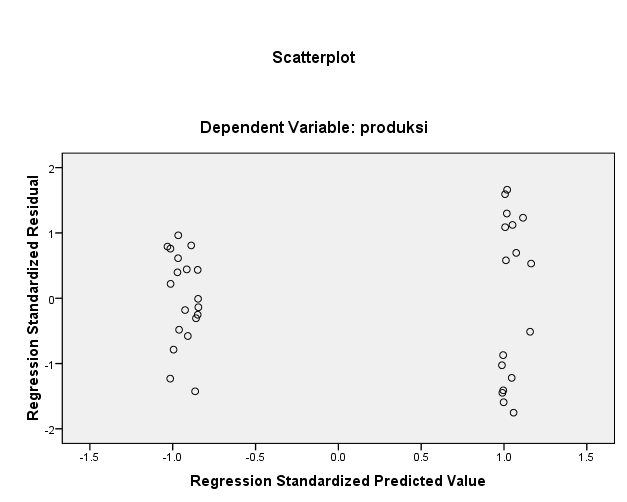 Scatterplot
Dependent Variable: produksi
Regression Standardized Residual
2
1
0
-1
-2
-1.5 -1.0 -0.5 0.0 0.5 1.0 1.5
Regression Standardized Predicted Value